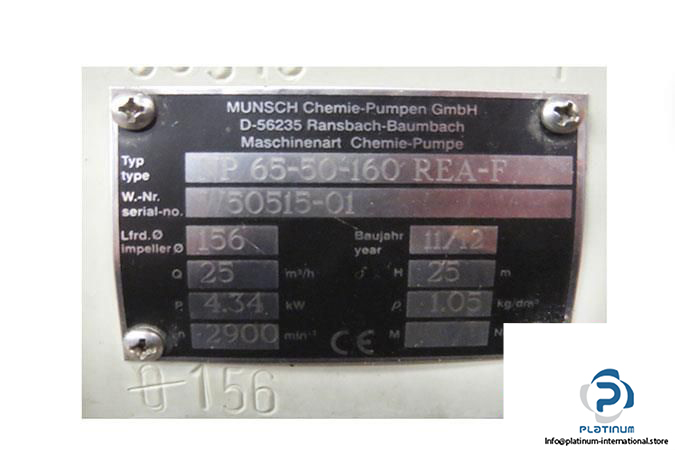 MUNSCH Chemie-Pumpen GmbH
D-56235 Ransbach-Baumbach
Maschinenart Chemie-Pumpe
Typ
type
P 65-50-160 REA-F
W.-Nr.
serial-no.
50515-01
Lfrd. Ø
impeller Ø
156
Baujahr
year
11/12
Q 25 m³/h
H 25 m
P 4.34 kW
ρ 1.05 kg/dm³
n 2900 min⁻¹
CE
M
N
Ø 156
PLATINUM
Info@platinum-international.store